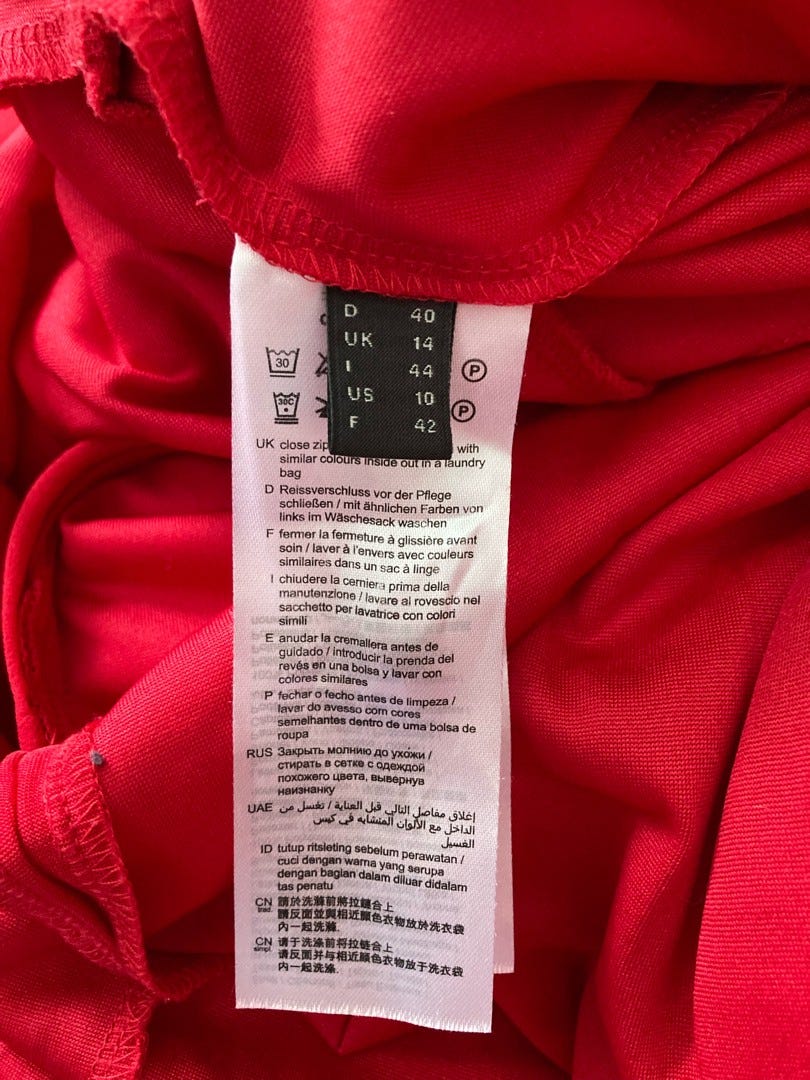 D 40
UK 14
I 44
US 10
F 42
30
P
30C
P
UK close zip with
similar colours inside out in a laundry
bag
D Reissverschluss vor der Pflege
schließen / mit ähnlichen Farben von
links im Wäschesack waschen
F fermer la fermeture à glissière avant
soin / laver à l'envers avec couleurs
similaires dans un sac à linge
I chiudere la cerniera prima della
manutenzione / lavare al rovescio nel
sacchetto per lavatrice con colori
simili
E anudar la cremallera antes de
guidado / introducir la prenda del
revés en una bolsa y lavar con
colores similares
P fechar o fecho antes de limpeza /
lavar do avesso com cores
semelhantes dentro de uma bolsa de
roupa
RUS Закрыть молнию до ухожи /
стирать в сетке с одеждой
похожего цвета, вывернув
наизнанку
UAE إغلاق مفاصل التالي قبل العناية / تغسل من
الداخل مع الألوان المتشابه في كيس
الغسيل
ID tutup ritsleting sebelum perawatan /
cuci dengan warna yang serupa
dengan bagian dalam diluar didalam
tas penatu
CN trad. 請於洗滌前將拉鏈合上
請反面並與相近顏色衣物放於洗衣袋
內一起洗滌.
CN simpl. 请于洗涤前将拉链合上
请反面并与相近颜色衣物放于洗衣袋
内一起洗涤.